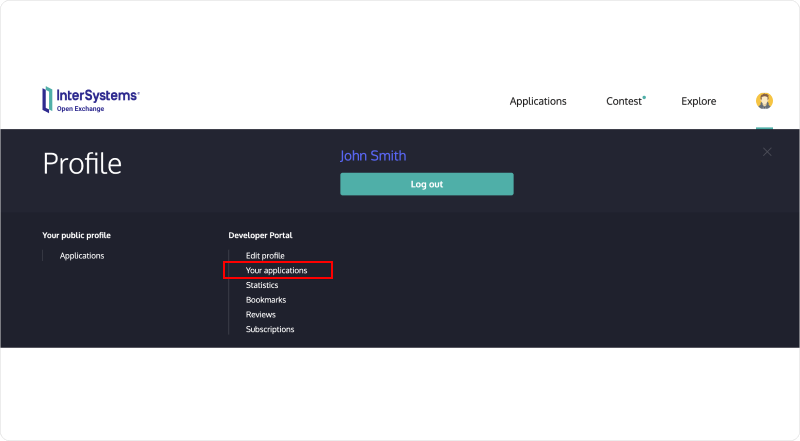 InterSystems
Open Exchange
Applications
Contest
Explore
Profile
John Smith
Log out
Your public profile
Applications
Developer Portal
Edit profile
Your applications
Statistics
Bookmarks
Reviews
Subscriptions